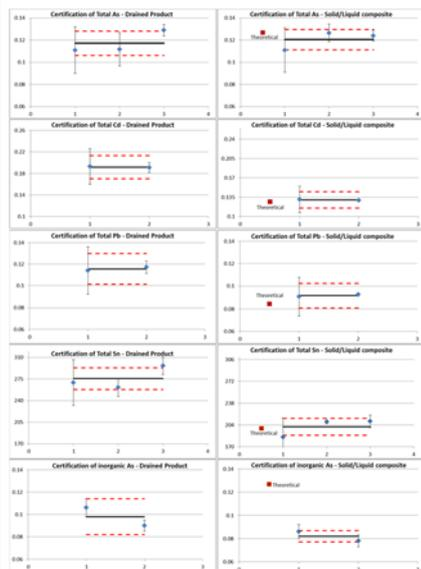 Certification of Total As - Drained Product
0.14
0.12
0.1
0.08
0.06
0 1 2 3 4
Certification of Total As - Solid/Liquid composite
0.14
Theoretical
0.12
0.1
0.08
0.06
0 1 2 3 4
Certification of Total Cd - Drained Product
0.26
0.22
0.18
0.14
0.1
0 1 2 3
Certification of Total Cd - Solid/Liquid composite
0.24
0.205
0.17
0.135
Theoretical
0.1
0 1 2 3
Certification of Total Pb - Drained Product
0.14
0.12
0.1
0.08
0.06
0 1 2 3
Certification of Total Pb - Solid/Liquid composite
0.14
0.12
0.1
Theoretical
0.08
0.06
0 1 2 3
Certification of Total Sn - Drained Product
310
275
240
205
170
0 1 2 3 4
Certification of Total Sn - Solid/Liquid composite
306
272
238
204
Theoretical
170
0 1 2 3 4
Certification of inorganic As - Drained Product
0.14
0.12
0.1
0.08
0.06
Certification of inorganic As - Solid/Liquid composite
0.14
Theoretical
0.12
0.1
0.08
0.06